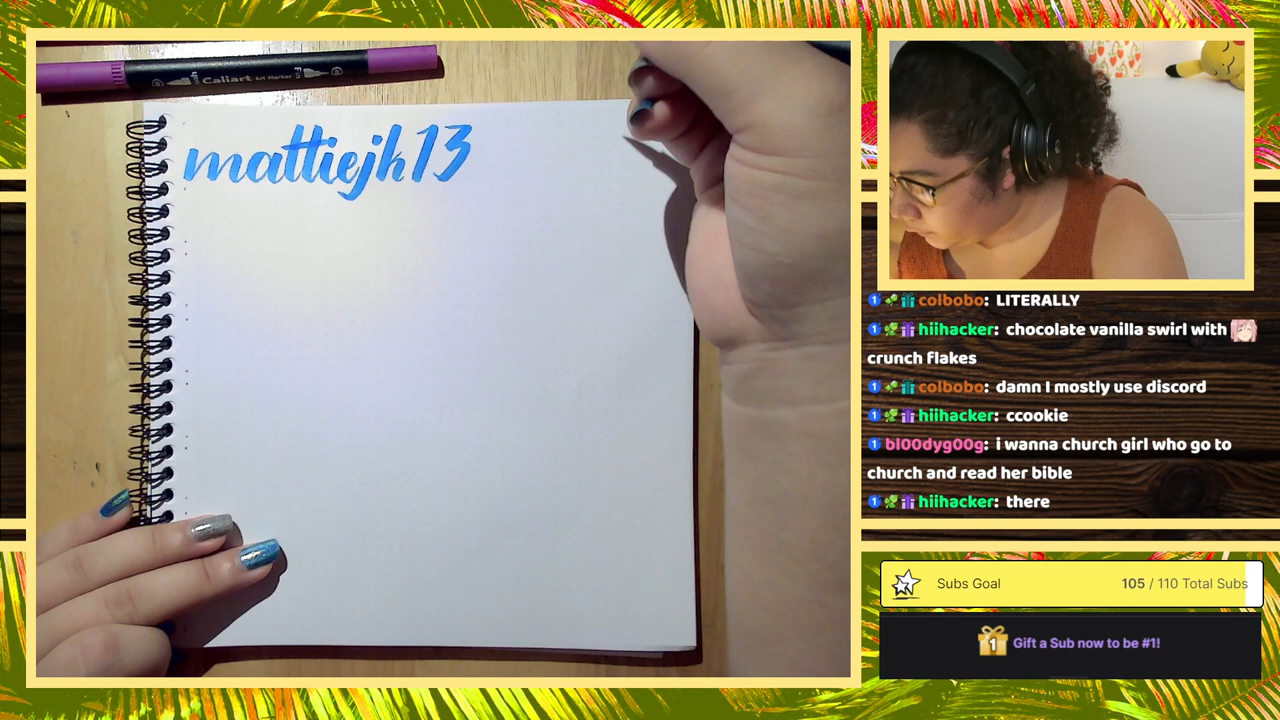 Caliart Art Marker
mattiejk13
colbobo: LITERALLY
hiihacker: chocolate vanilla swirl with
crunch flakes
colbobo: damn I mostly use discord
hiihacker: ccookie
bl00dyg00g: i wanna church girl who go to
church and read her bible
hiihacker: there
Subs Goal 105 / 110 Total Subs
1 Gift a Sub now to be #1!